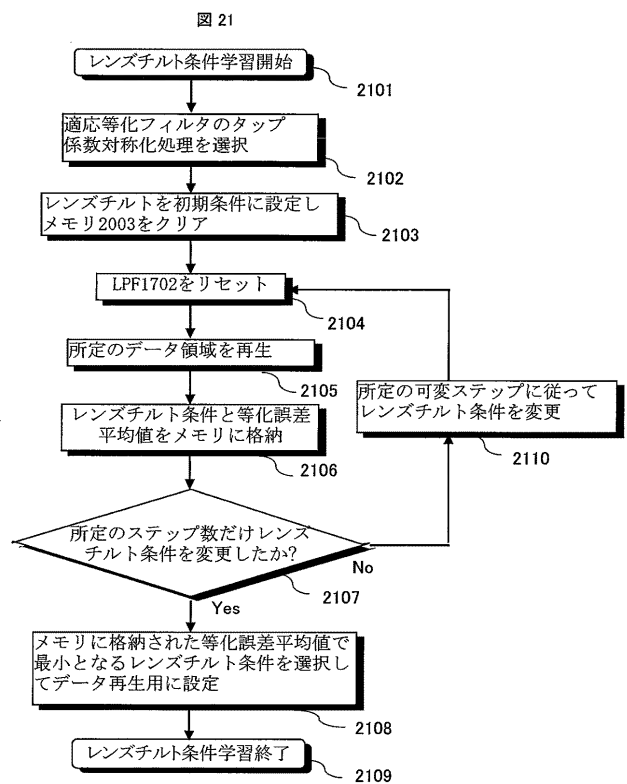 図 21
レンズチルト条件学習開始
2101
適応等化フィルタのタップ
係数対称化処理を選択
2102
レンズチルトを初期条件に設定し
メモリ2003をクリア
2103
LPF1702をリセット
2104
所定のデータ領域を再生
2105
レンズチルト条件と等化誤差
平均値をメモリに格納
2106
所定の可変ステップに従って
レンズチルト条件を変更
2110
所定のステップ数だけレンズ
チルト条件を変更したか?
2107
No
Yes
メモリに格納された等化誤差平均値で
最小となるレンズチルト条件を選択し
てデータ再生用に設定
2108
レンズチルト条件学習終了
2109